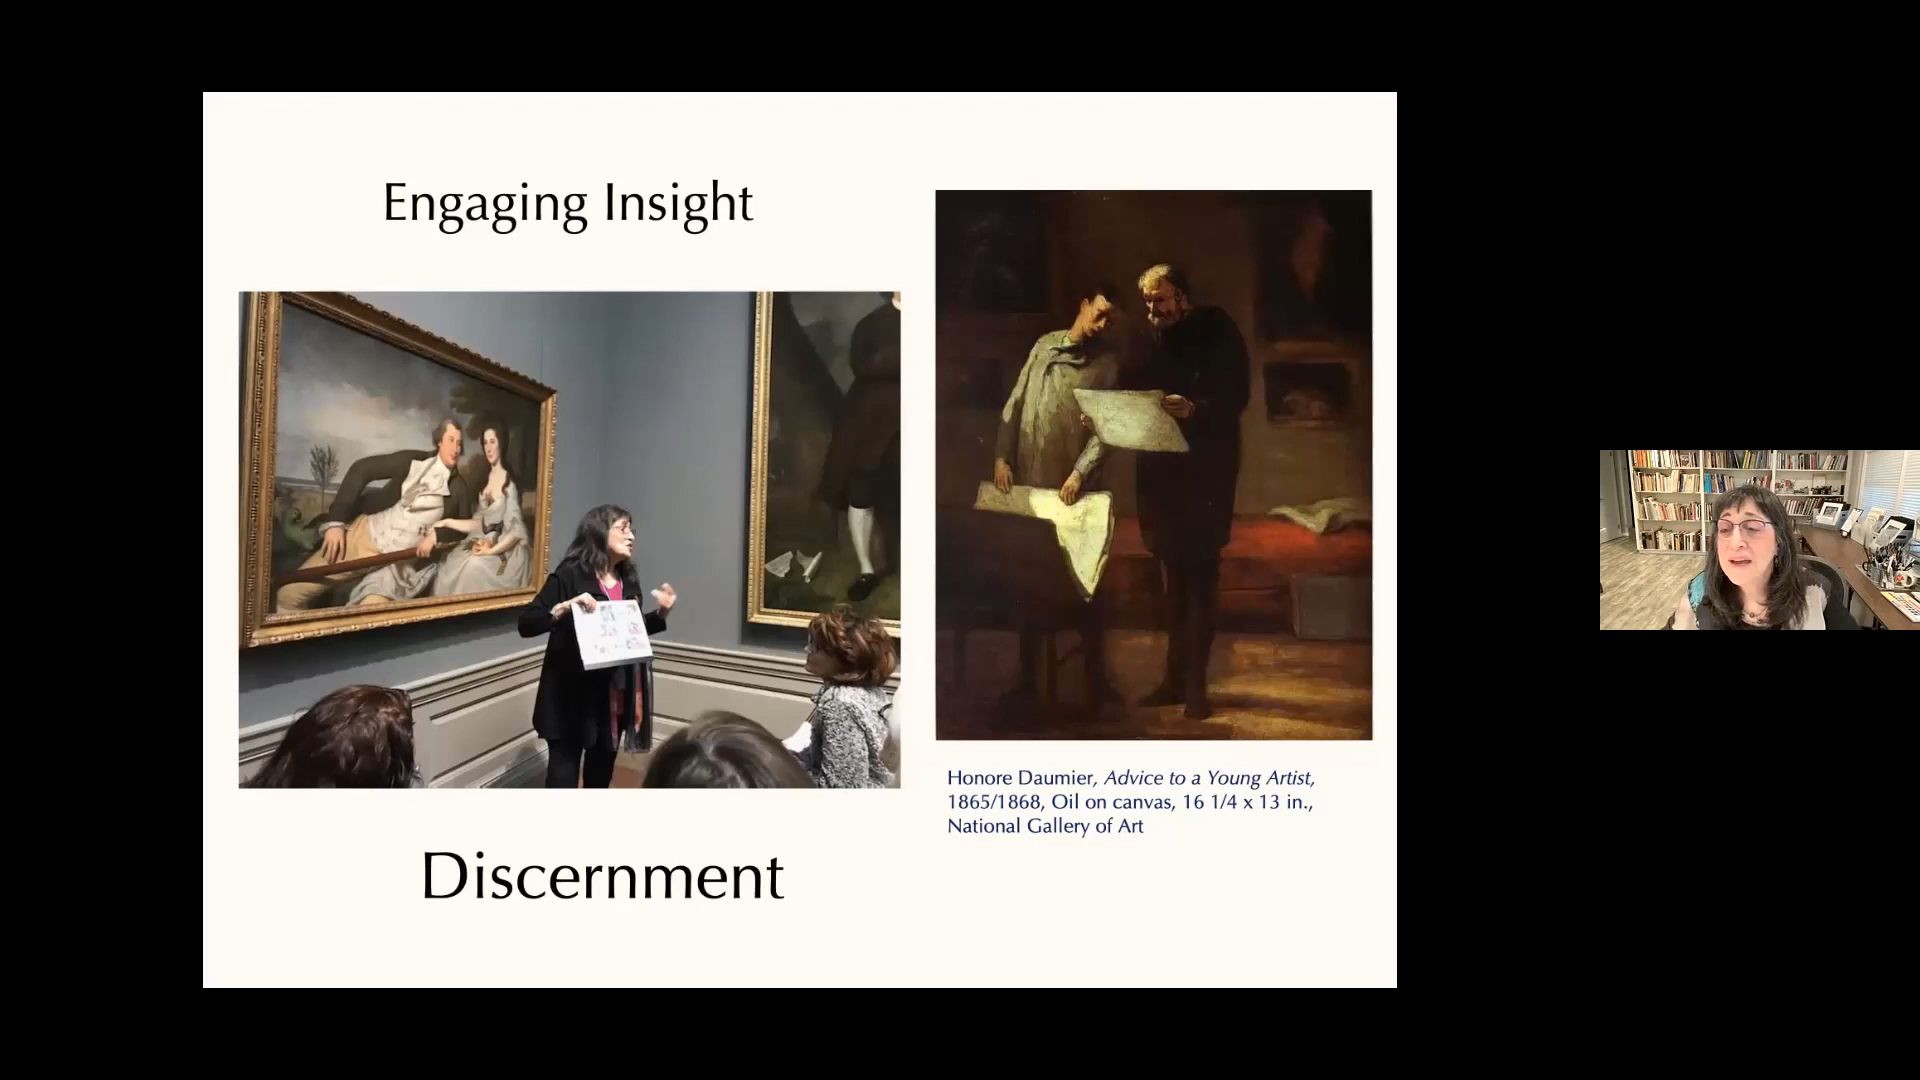 Engaging Insight
Honore Daumier, Advice to a Young Artist,
1865/1868, Oil on canvas, 16 1/4 x 13 in.,
National Gallery of Art
Discernment